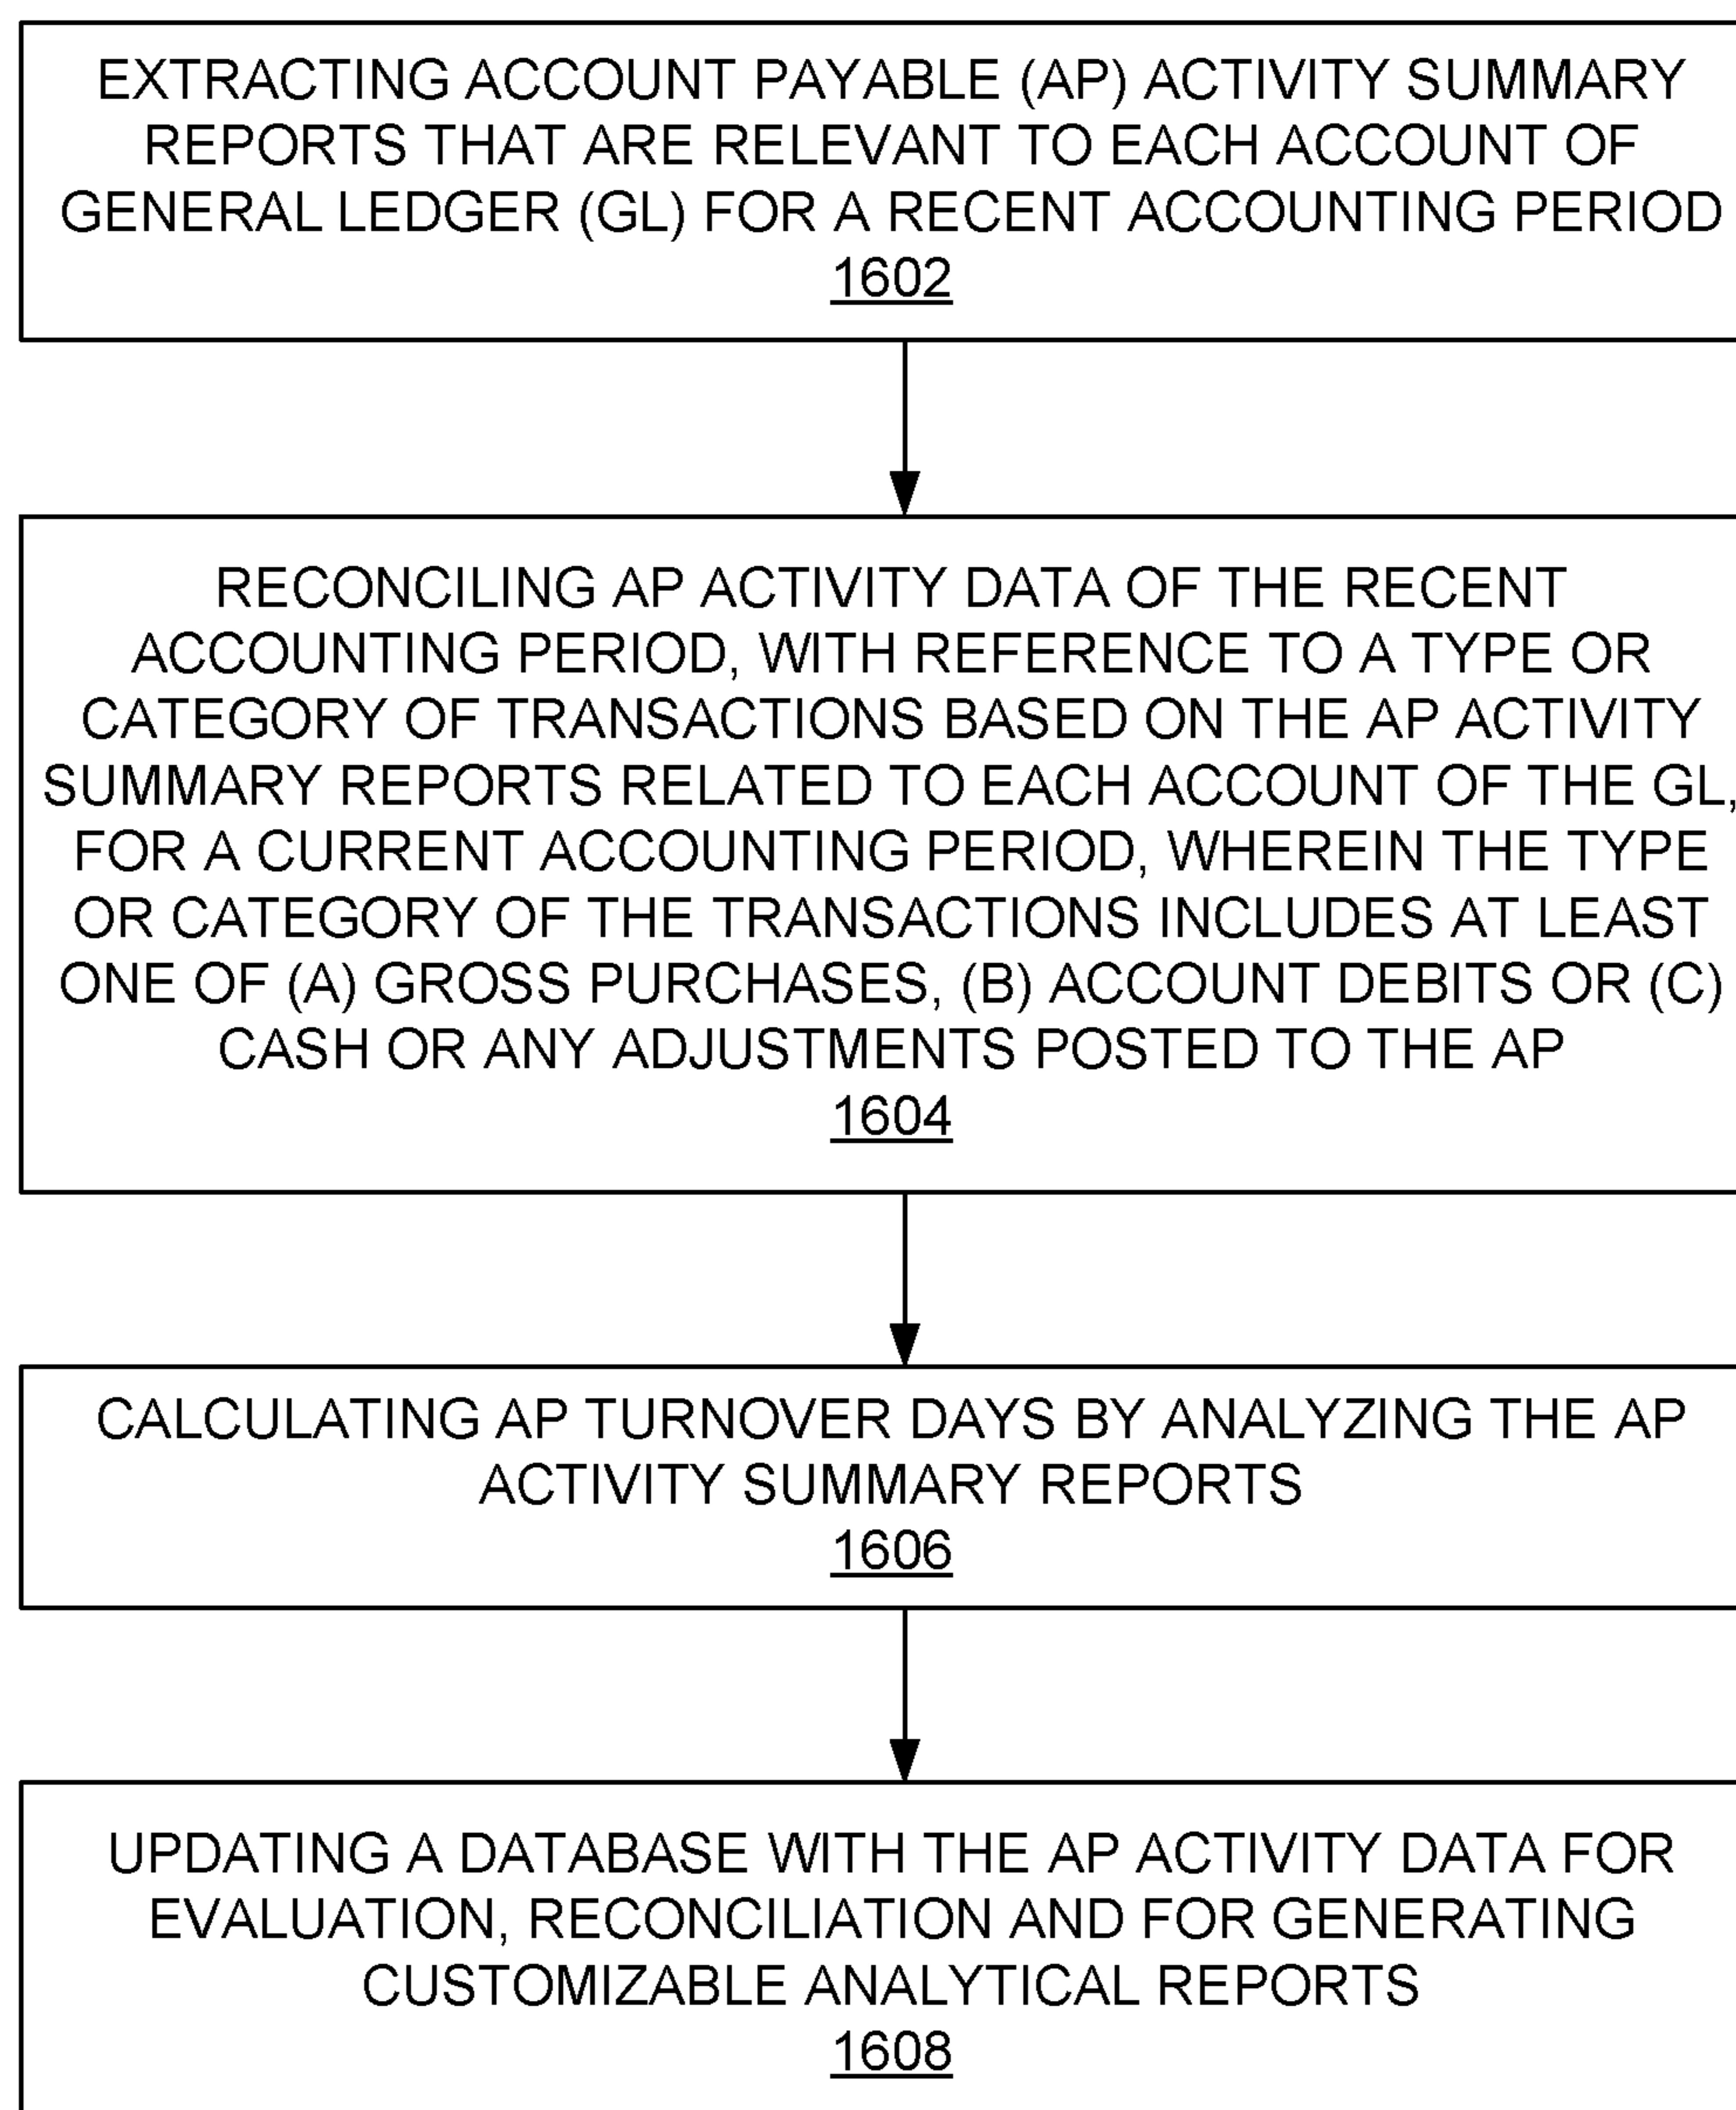 EXTRACTING ACCOUNT PAYABLE (AP) ACTIVITY SUMMARY
REPORTS THAT ARE RELEVANT TO EACH ACCOUNT OF
GENERAL LEDGER (GL) FOR A RECENT ACCOUNTING PERIOD
1602
RECONCILING AP ACTIVITY DATA OF THE RECENT
ACCOUNTING PERIOD, WITH REFERENCE TO A TYPE OR
CATEGORY OF TRANSACTIONS BASED ON THE AP ACTIVITY
SUMMARY REPORTS RELATED TO EACH ACCOUNT OF THE GL,
FOR A CURRENT ACCOUNTING PERIOD, WHEREIN THE TYPE
OR CATEGORY OF THE TRANSACTIONS INCLUDES AT LEAST
ONE OF (A) GROSS PURCHASES, (B) ACCOUNT DEBITS OR (C)
CASH OR ANY ADJUSTMENTS POSTED TO THE AP
1604
CALCULATING AP TURNOVER DAYS BY ANALYZING THE AP
ACTIVITY SUMMARY REPORTS
1606
UPDATING A DATABASE WITH THE AP ACTIVITY DATA FOR
EVALUATION, RECONCILIATION AND FOR GENERATING
CUSTOMIZABLE ANALYTICAL REPORTS
1608